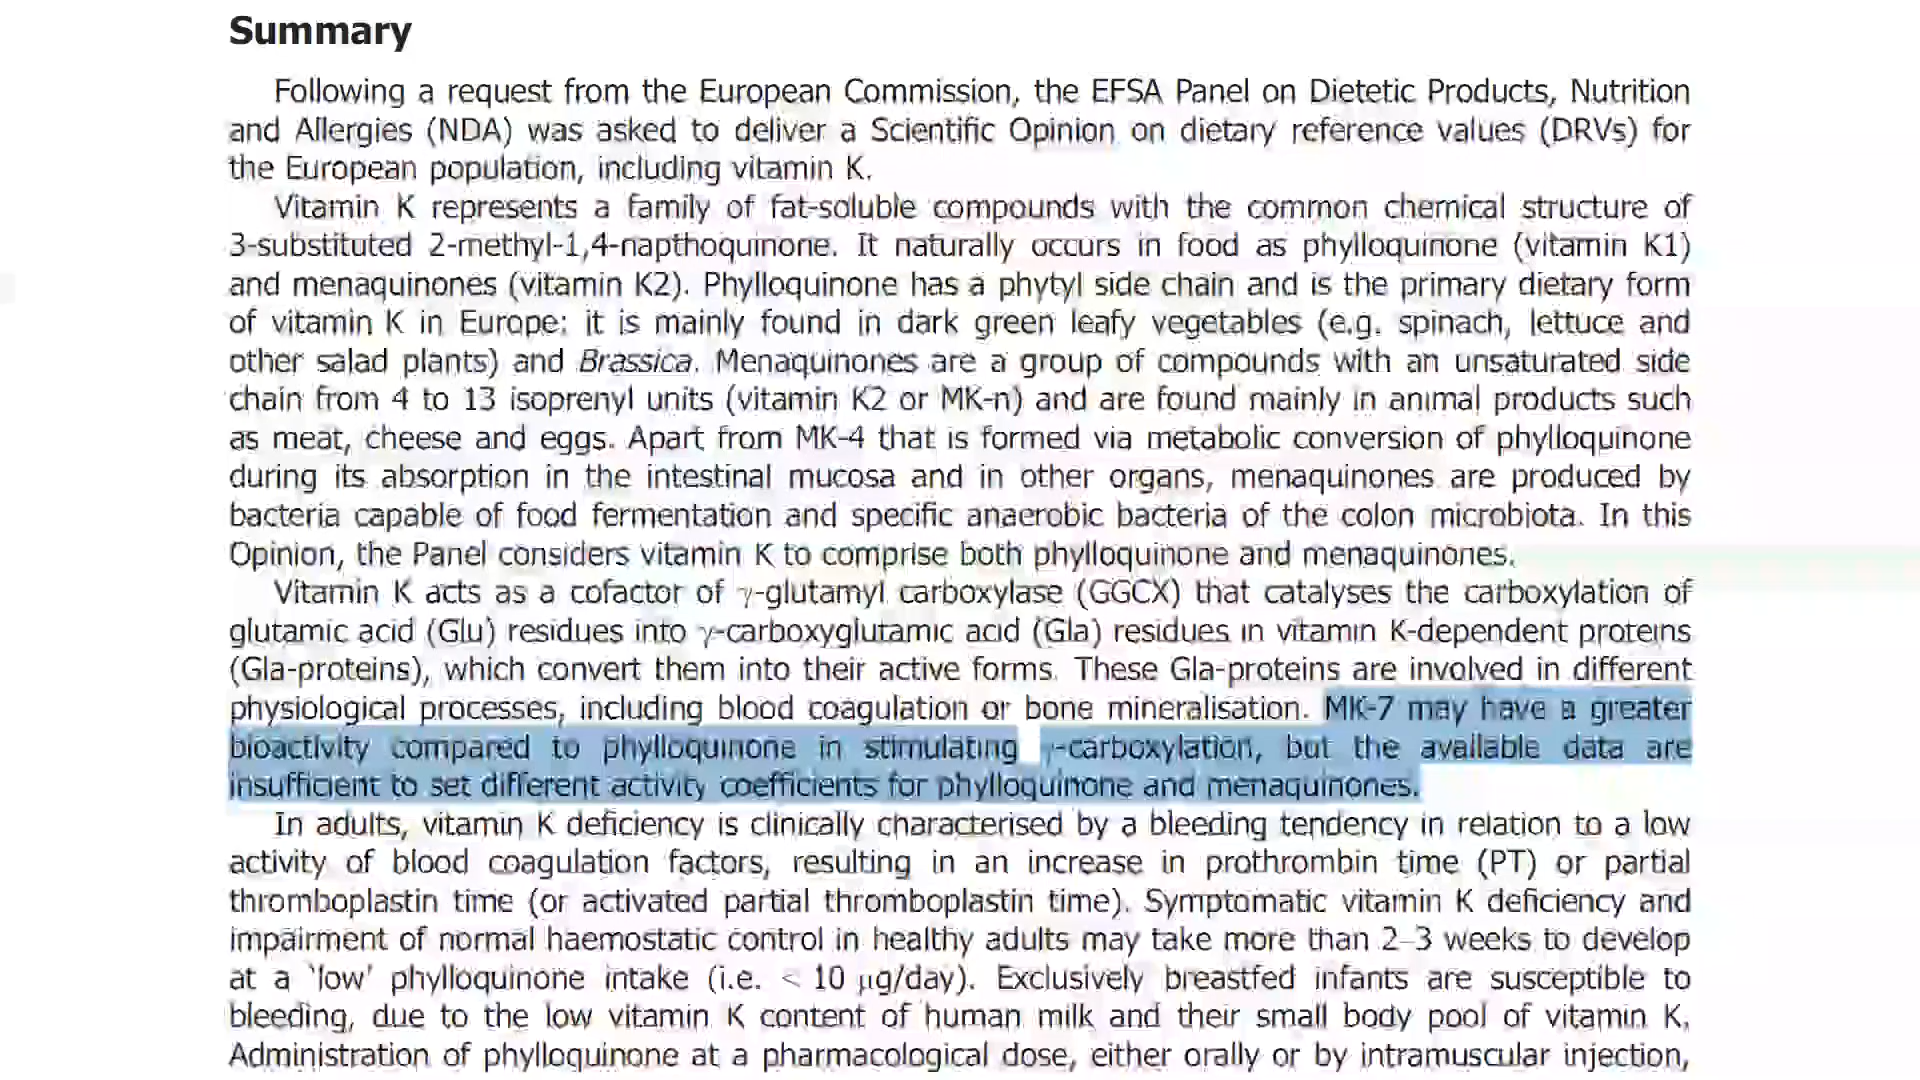 Summary
Following a request from the European Commission, the EFSA Panel on Dietetic Products, Nutrition
and Allergies (NDA) was asked to deliver a Scientific Opinion on dietary reference values (DRVs) for
the European population, including vitamin K.
Vitamin K represents a family of fat-soluble compounds with the common chemical structure of
3-substituted 2-methyl-1,4-napthoquinone. It naturally occurs in food as phylloquinone (vitamin K1)
and menaquinones (vitamin K2). Phylloquinone has a phytyl side chain and is the primary dietary form
of vitamin K in Europe; it is mainly found in dark green leafy vegetables (e.g. spinach, lettuce and
other salad plants) and Brassica. Menaquinones are a group of compounds with an unsaturated side
chain from 4 to 13 isoprenyl units (vitamin K2 or MK-n) and are found mainly in animal products such
as meat, cheese and eggs. Apart from MK-4 that is formed via metabolic conversion of phylloquinone
during its absorption in the intestinal mucosa and in other organs, menaquinones are produced by
bacteria capable of food fermentation and specific anaerobic bacteria of the colon microbiota. In this
Opinion, the Panel considers vitamin K to comprise both phylloquinone and menaquinones.
Vitamin K acts as a cofactor of γ-glutamyl carboxylase (GGCX) that catalyses the carboxylation of
glutamic acid (Glu) residues into γ-carboxyglutamic acid (Gla) residues in vitamin K-dependent proteins
(Gla-proteins), which convert them into their active forms. These Gla-proteins are involved in different
physiological processes, including blood coagulation or bone mineralisation. MK-7 may have a greater
bioactivity compared to phylloquinone in stimulating γ-carboxylation, but the available data are
insufficient to set different activity coefficients for phylloquinone and menaquinones.
In adults, vitamin K deficiency is clinically characterised by a bleeding tendency in relation to a low
activity of blood coagulation factors, resulting in an increase in prothrombin time (PT) or partial
thromboplastin time (or activated partial thromboplastin time). Symptomatic vitamin K deficiency and
impairment of normal haemostatic control in healthy adults may take more than 2–3 weeks to develop
at a ‘low’ phylloquinone intake (i.e. < 10 μg/day). Exclusively breastfed infants are susceptible to
bleeding, due to the low vitamin K content of human milk and their small body pool of vitamin K.
Administration of phylloquinone at a pharmacological dose, either orally or by intramuscular injection,